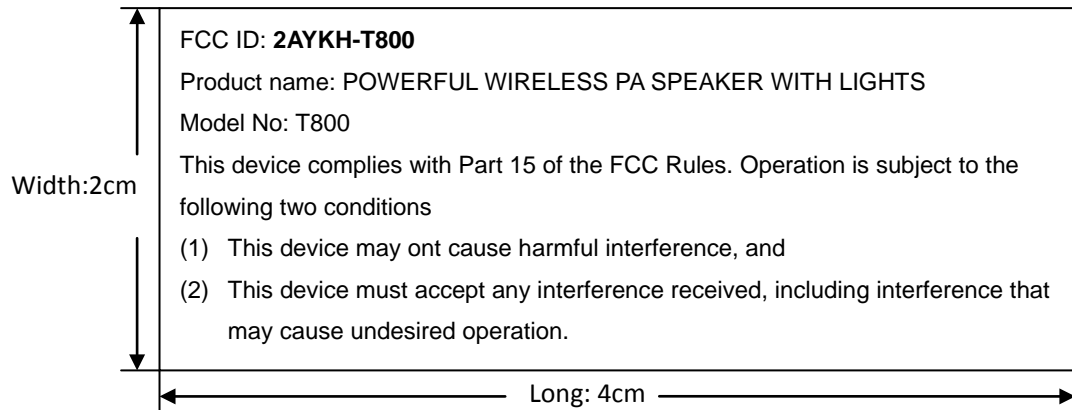 FCC ID: 2AYKH-T800
Product name: POWERFUL WIRELESS PA SPEAKER WITH LIGHTS
Model No: T800
This device complies with Part 15 of the FCC Rules. Operation is subject to the
following two conditions
(1) This device may ont cause harmful interference, and
(2) This device must accept any interference received, including interference that
may cause undesired operation.
Width:2cm
Long: 4cm